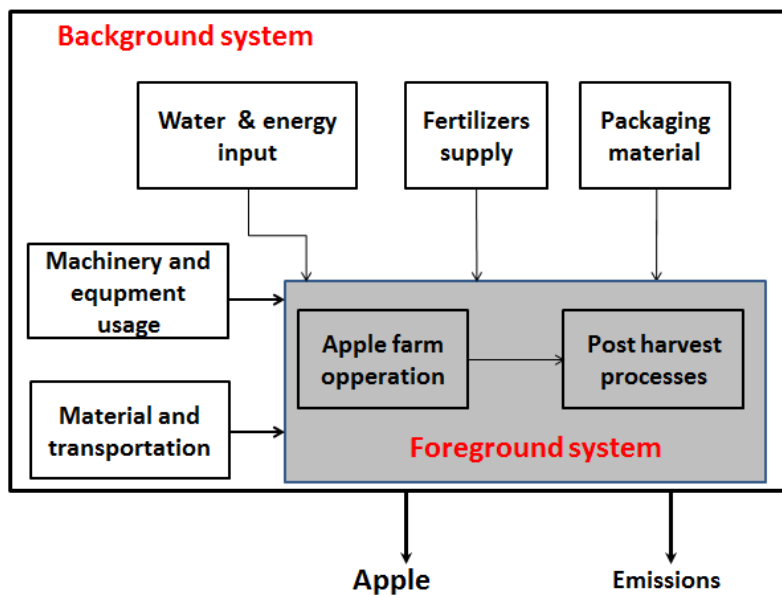 Background system
Water & energy
input
Fertilizers
supply
Packaging
material
Machinery and
equpment
usage
Apple farm
opperation
Post harvest
processes
Material and
transportation
Foreground system
Apple
Emissions